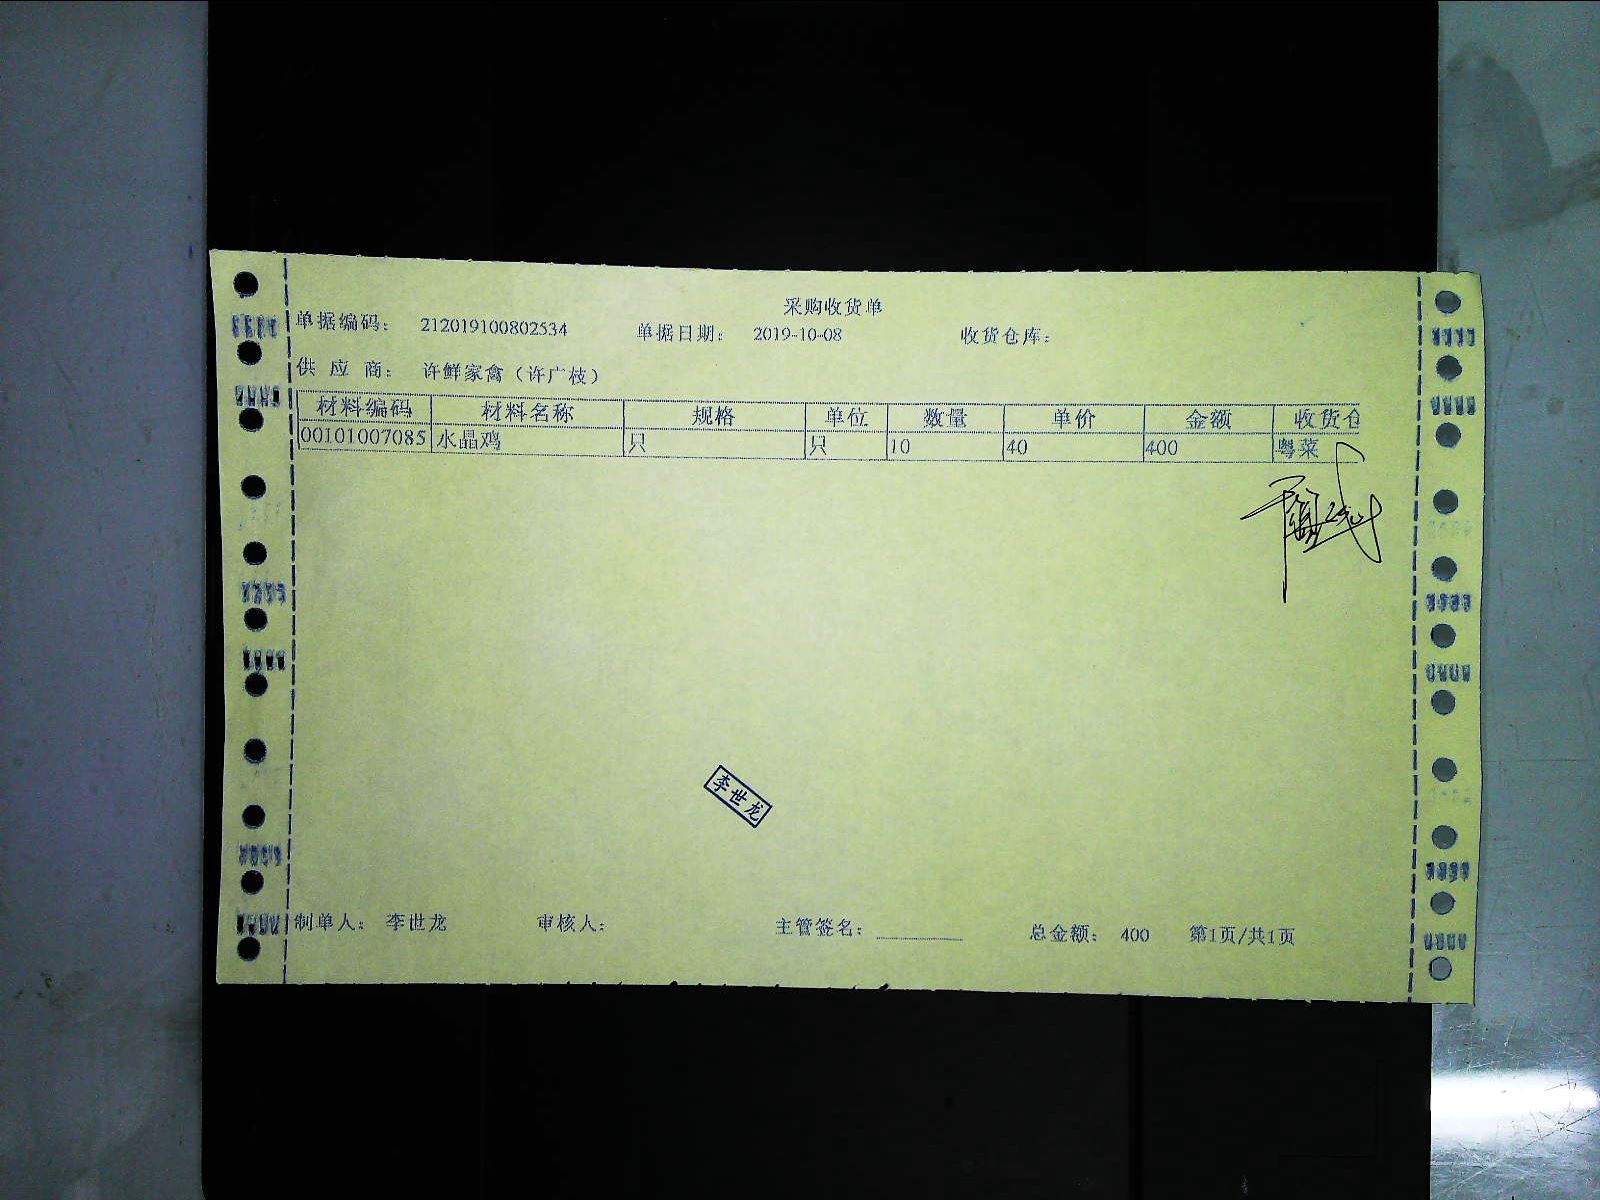 采购收货单
单据编码： 212019100802534 单据日期： 2019-10-08 收货仓库：
供 应 商： 许鲜家禽（许广枝）
材料编码 材料名称 规格 单位 数量 单价 金额 收货仓
00101007085 水晶鸡 只 只 10 40 400 粤菜
李世龙
制单人： 李世龙 审核人： 主管签名： 总金额： 400 第1页/共1页